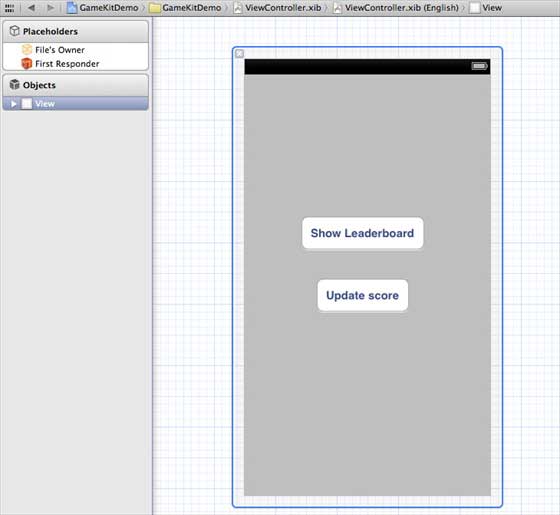 GameKitDemo GameKitDemo ViewController.xib ViewController.xib (English) View
Placeholders
File's Owner
First Responder
Objects
View
Show Leaderboard
Update score